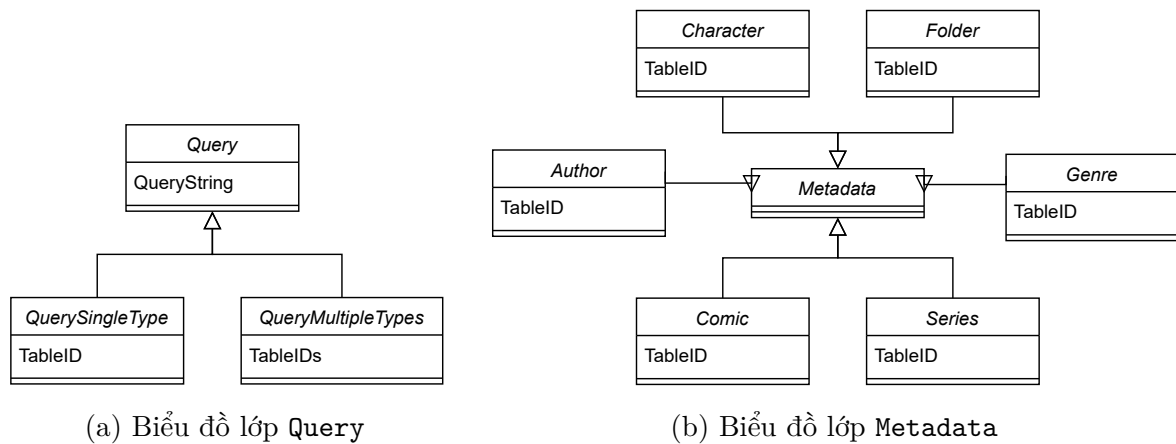 Query
QueryString
QuerySingleType
TableID
QueryMultipleTypes
TableIDs
(a) Biểu đồ lớp Query
Character
TableID
Folder
TableID
Author
TableID
Metadata
Genre
TableID
Comic
TableID
Series
TableID
(b) Biểu đồ lớp Metadata